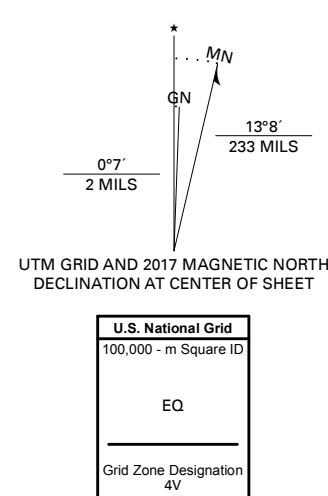 ★
MN
GN
13°8´
233 MILS
0°7´
2 MILS
UTM GRID AND 2017 MAGNETIC NORTH
DECLINATION AT CENTER OF SHEET
U.S. National Grid
100,000 - m Square ID
EQ
Grid Zone Designation
4V